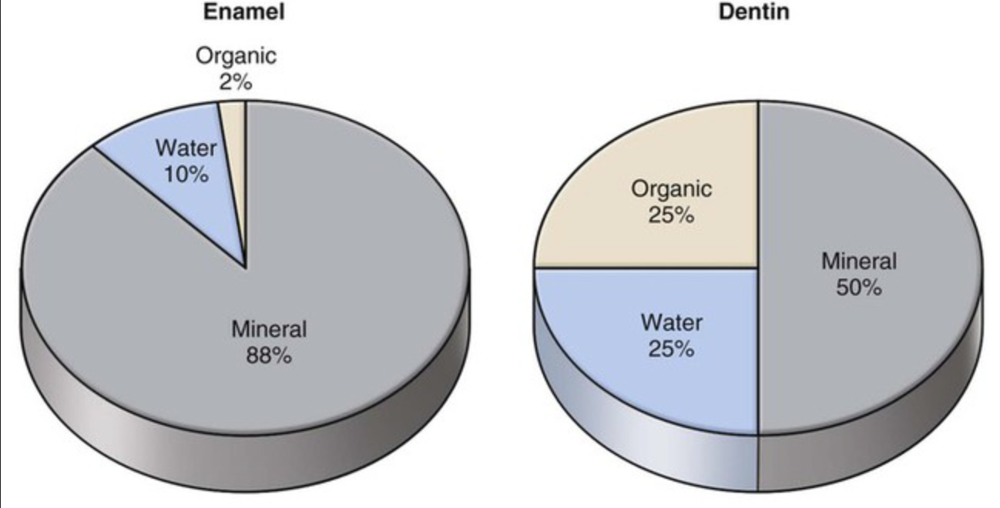 Enamel
Organic
2%
Water
10%
Mineral
88%
Dentin
Organic
25%
Mineral
50%
Water
25%